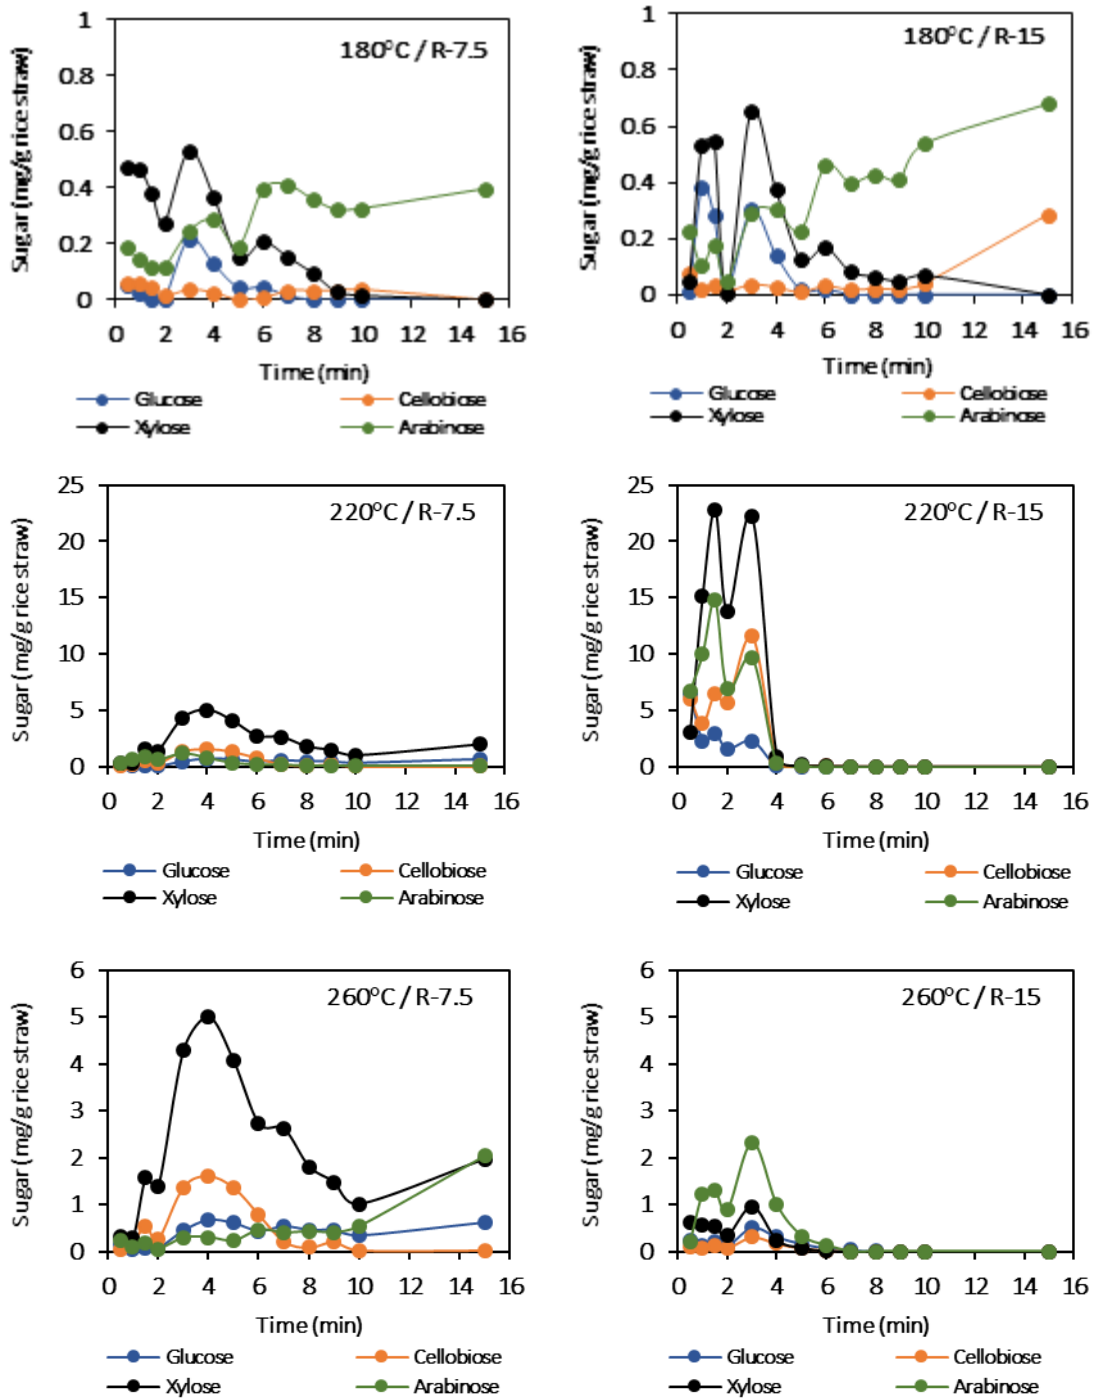 180°C / R-7.5
Sugar (mg/g rice straw)
1
0.8
0.6
0.4
0.2
0
0 2 4 6 8 10 12 14 16
Time (min)
Glucose Cellobiose
Xylose Arabinose
180°C / R-15
Sugar (mg/g rice straw)
1
0.8
0.6
0.4
0.2
0
0 2 4 6 8 10 12 14 16
Time (min)
Glucose Cellobiose
Xylose Arabinose
220°C / R-7.5
Sugar (mg/g rice straw)
25
20
15
10
5
0
0 2 4 6 8 10 12 14 16
Time (min)
Glucose Cellobiose
Xylose Arabinose
220°C / R-15
Sugar (mg/g rice straw)
25
20
15
10
5
0
0 2 4 6 8 10 12 14 16
Time (min)
Glucose Cellobiose
Xylose Arabinose
260°C / R-7.5
Sugar (mg/g rice straw)
6
5
4
3
2
1
0
0 2 4 6 8 10 12 14 16
Time (min)
Glucose Cellobiose
Xylose Arabinose
260°C / R-15
Sugar (mg/g rice straw)
6
5
4
3
2
1
0
0 2 4 6 8 10 12 14 16
Time (min)
Glucose Cellobiose
Xylose Arabinose